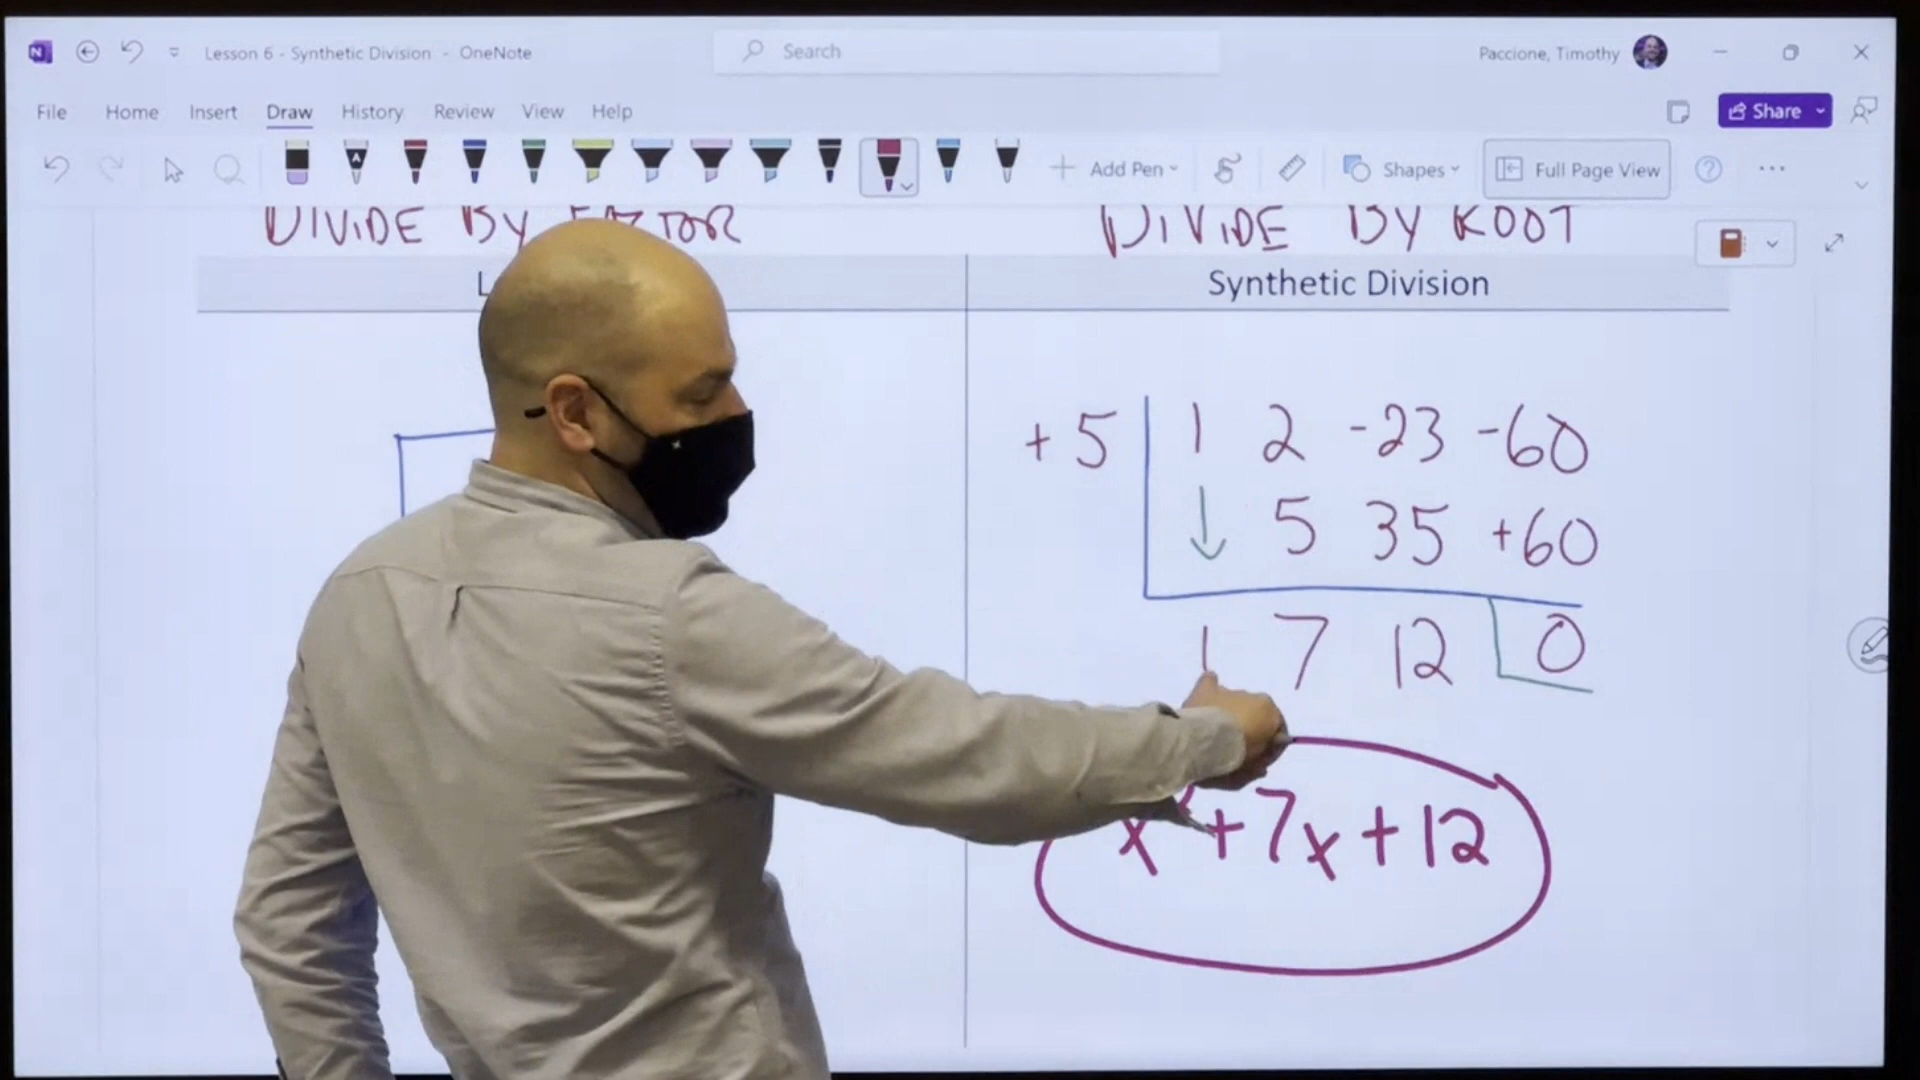 Lesson 6 - Synthetic Division - OneNote
Search
Paccione, Timothy
File Home Insert Draw History Review View Help
Share
Add Pen
Shapes
Full Page View
DIVIDE BY
DIVIDE BY ROOT
Synthetic Division
+5 1 2 -23 -60
5 35 +60
1 7 12 0
x² + 7x + 12